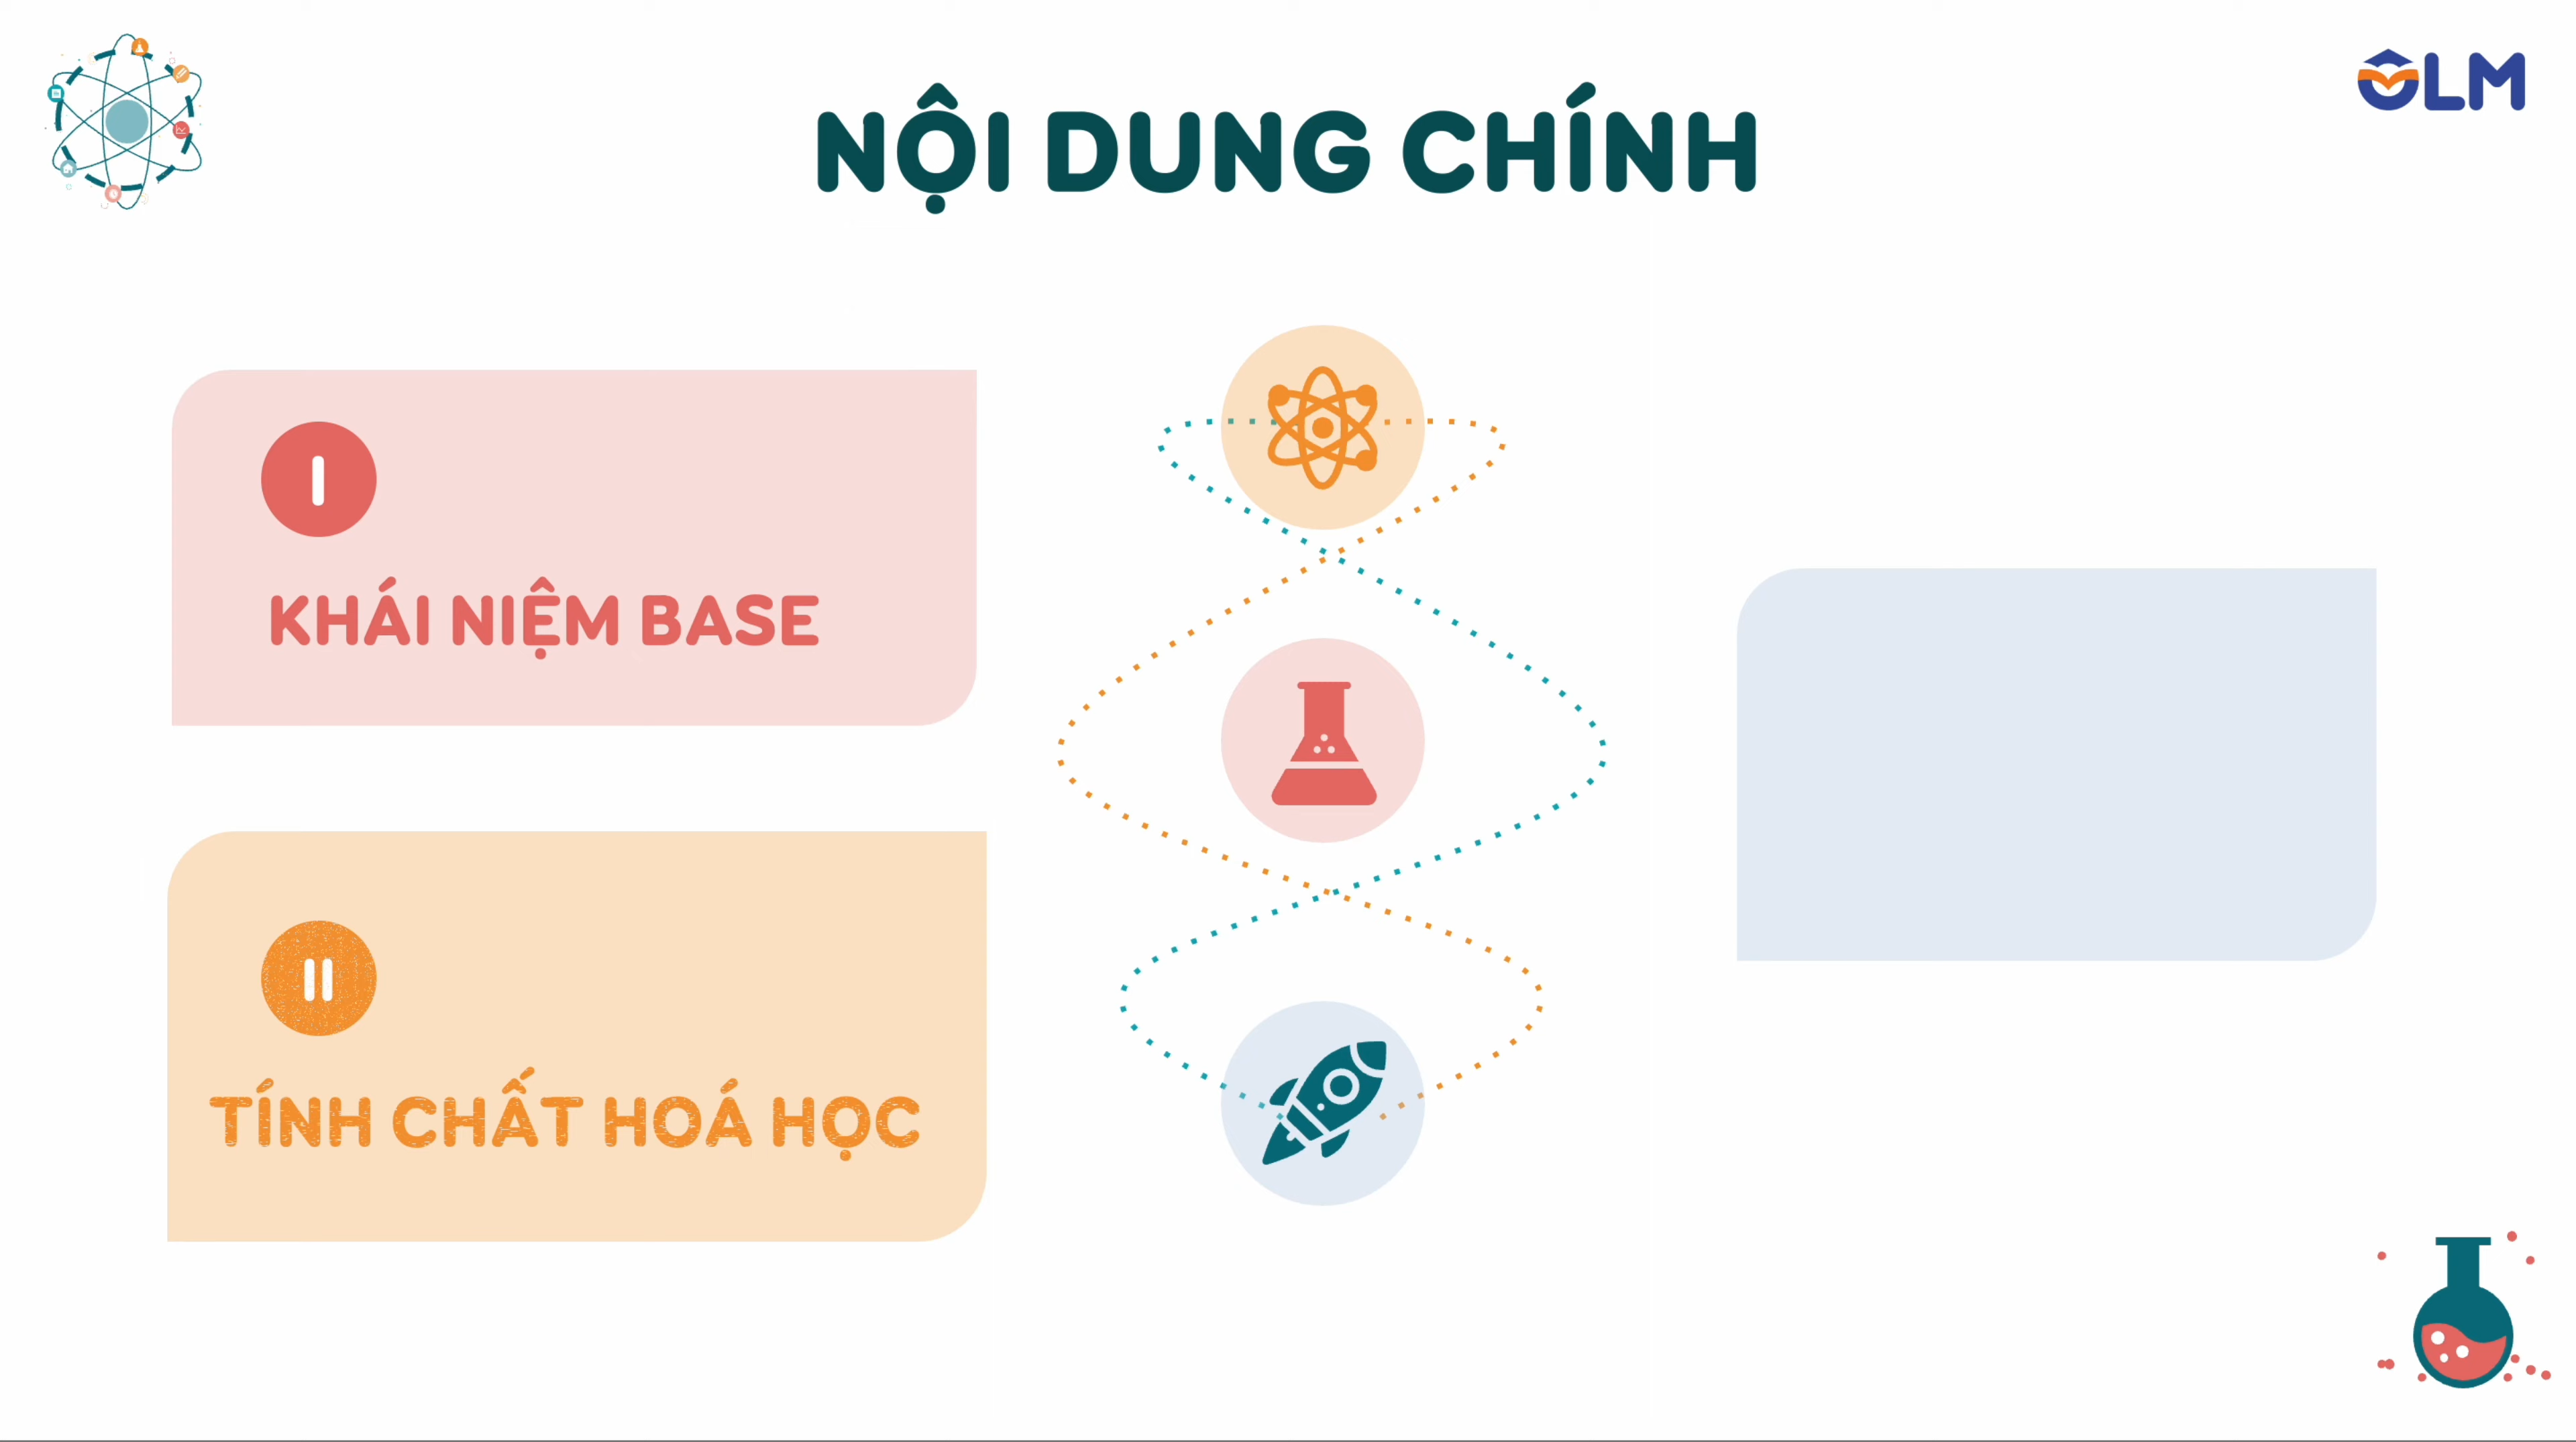 OLM
NỘI DUNG CHÍNH
I
KHÁI NIỆM BASE
II
TÍNH CHẤT HOÁ HỌC